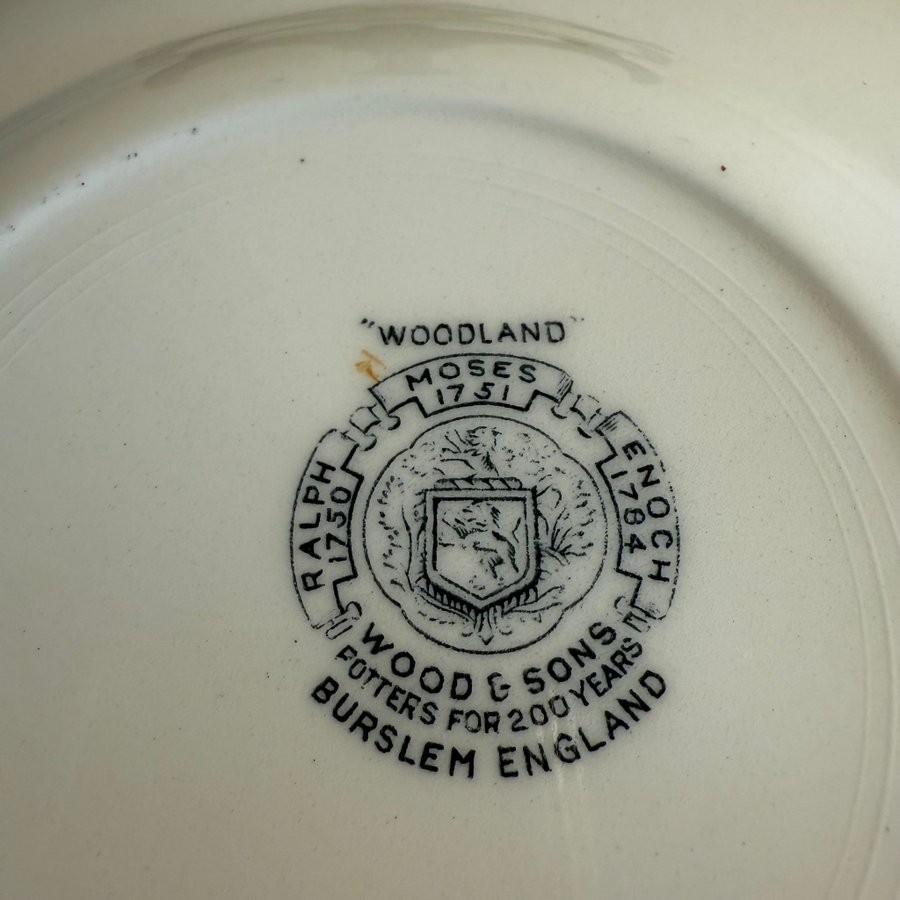 "WOODLAND"
MOSES
1751
RALPH
1750
ENOCH
1784
WOOD & SONS
POTTERS FOR 200 YEARS
BURSLEM ENGLAND